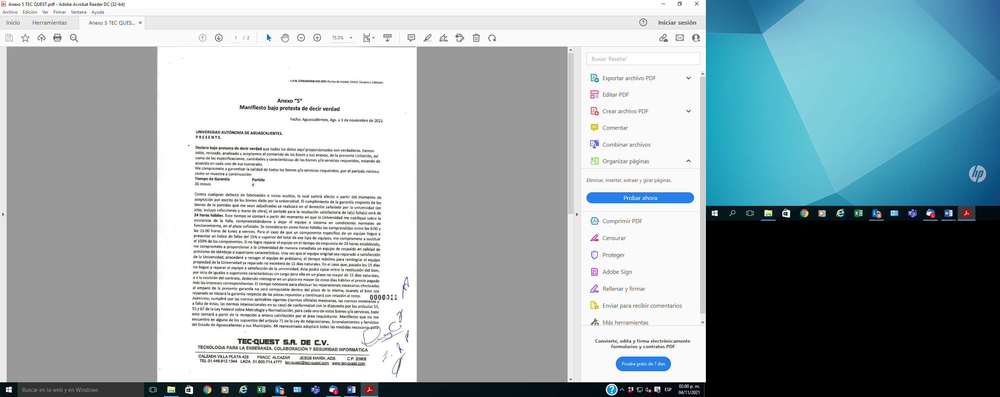 Anexo 5 TEC QUEST.pdf - Adobe Acrobat Reader DC (32-bit)
Archivo Edición Ver Firmar Ventana Ayuda
Inicio Herramientas Anexo 5 TEC QUES... × Iniciar sesión
1 / 2 75.5%
L.P.N. E/901045968-022-2021 Puntos de Acceso, Switch, Equipos y Cableado.
Anexo “5”
Manifiesto bajo protesta de decir verdad
Fecha: Aguascalientes, Ags. a 3 de noviembre de 2021
UNIVERSIDAD AUTÓNOMA DE AGUASCALIENTES.
P R E S E N T E.
Declaro bajo protesta de decir verdad que todos los datos aquí proporcionados son verdaderos. Hemos
leído, revisado, analizado y aceptamos el contenido de las bases y sus anexos, de la presente Licitación, así
como de las especificaciones, cantidades y características de los bienes y/o servicios requeridos, estando de
acuerdo en cada uno de sus numerales.
Me comprometo a garantizar la calidad de todos los bienes y/o servicios requeridos, por el período mínimo
como se muestra a continuación:
Tiempo de Garantía Partida
36 meses 9
Contra cualquier defecto de fabricación o vicios ocultos, la cual surtirá efecto a partir del momento de
aceptación por escrito de los bienes dado por la universidad. El cumplimiento de la garantía respecto de los
bienes de la partidas que me sean adjudicadas se realizará en el domicilio señalado por la universidad (en
sitio, incluye refacciones y mano de obra); el periodo para la resolución satisfactoria de la(s) falla(s) será de
24 horas hábiles. Este tiempo se contará a partir del momento en que la Universidad me notifique sobre la
existencia de la falla, comprometiéndome a dejar el equipo o sistema en condiciones normales de
funcionamiento, en el plazo señalado. Se considerarán como horas hábiles las comprendidas entre las 8:00 y
las 15:00 horas de lunes a viernes. Para el caso de que un componente específico de un equipo llegue a
presentar un índice de fallas del 15% o superior del total de ese tipo de equipos, me comprometo a sustituir
el 100% de los componentes. Si no logro reparar el equipo en el tiempo de respuesta de 24 horas establecido,
me comprometo a proporcionar a la Universidad de manera inmediata un equipo de respaldo en calidad de
préstamo de idénticas o superiores características. Una vez que el equipo original sea reparado a satisfacción
de la Universidad, procederé a recoger el equipo en préstamo; el tiempo máximo para reintegrar el equipo
propiedad de la Universidad ya reparado no excederá de 15 días naturales. En el caso que, pasado los 15 días
no llegue a reparar el equipo a satisfacción de la universidad, ésta podrá optar entre la restitución del bien,
por otro de iguales o superiores características sin cargo para ella en un plazo no mayor de 15 días naturales,
o a la rescisión del contrato, debiendo reintegrar en un plazo no mayor de cinco días hábiles el precio pagado
más los intereses correspondientes. El tiempo necesario para efectuar las reparaciones necesarias efectuadas
al amparo de la presente garantía no será computable dentro del plazo de la misma, cuando el bien sea
reparado se iniciará la garantía respecto de las piezas repuestas y continuará con relación al resto.
0000011
Asimismo, cumpliré con las normas aplicables vigentes (normas oficiales mexicanas, las normas mexicanas y
a falta de éstas, las normas internacionales en su caso) de conformidad con lo dispuesto por los artículos 53,
55 y 67 de la Ley Federal sobre Metrología y Normalización, para cada uno de estos bienes y/o servicios, todo
esto contará a partir de la recepción a entera satisfacción por el área requisitante. Manifiesto que no me
encuentro en alguno de los supuestos del artículo 71 de la Ley de Adquisiciones, Arrendamientos y Servicios
del Estado de Aguascalientes y sus Municipios. Mi representada adoptará todas las medidas necesarias para
TEC-QUEST S.A. DE C.V.
TECNOLOGIA PARA LA ENSEÑANZA, COLABORACIÓN Y SEGURIDAD INFORMÁTICA
CALZADA VILLA PLATA 428 FRACC. ALCAZAR JESÚS MARÍA, AGS. C.P. 20908
TEL 01.449.912.1344 LADA 01.800.714.4777 tec-quest@tec-quest.com www.tec-quest.com
Buscar 'Resaltar'
Exportar archivo PDF
Editar PDF
Crear archivo PDF
Comentar
Combinar archivos
Organizar páginas
Eliminar, insertar, extraer y girar páginas.
Probar ahora
Comprimir PDF
Censurar
Proteger
Adobe Sign
Rellenar y firmar
Enviar para recibir comentarios
Más herramientas
Convierte, edita y firma electrónicamente
formularios y contratos PDF
Prueba gratis de 7 días
hp
Buscar en la web y en Windows
ESP
02:00 p. m.
04/11/2021